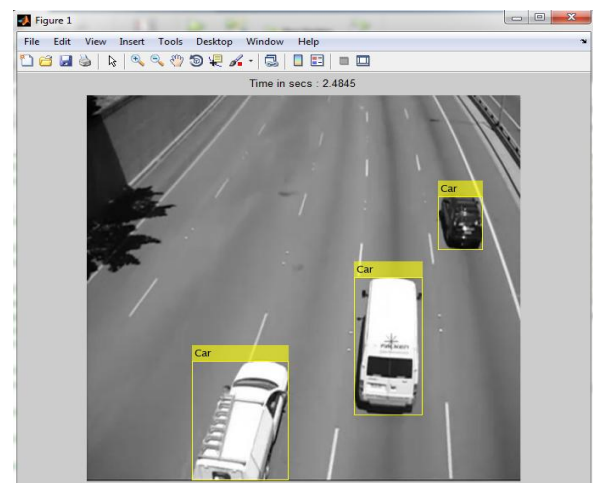 Figure 1
File Edit View Insert Tools Desktop Window Help
Time in secs : 2.4845
Car
Car
Car